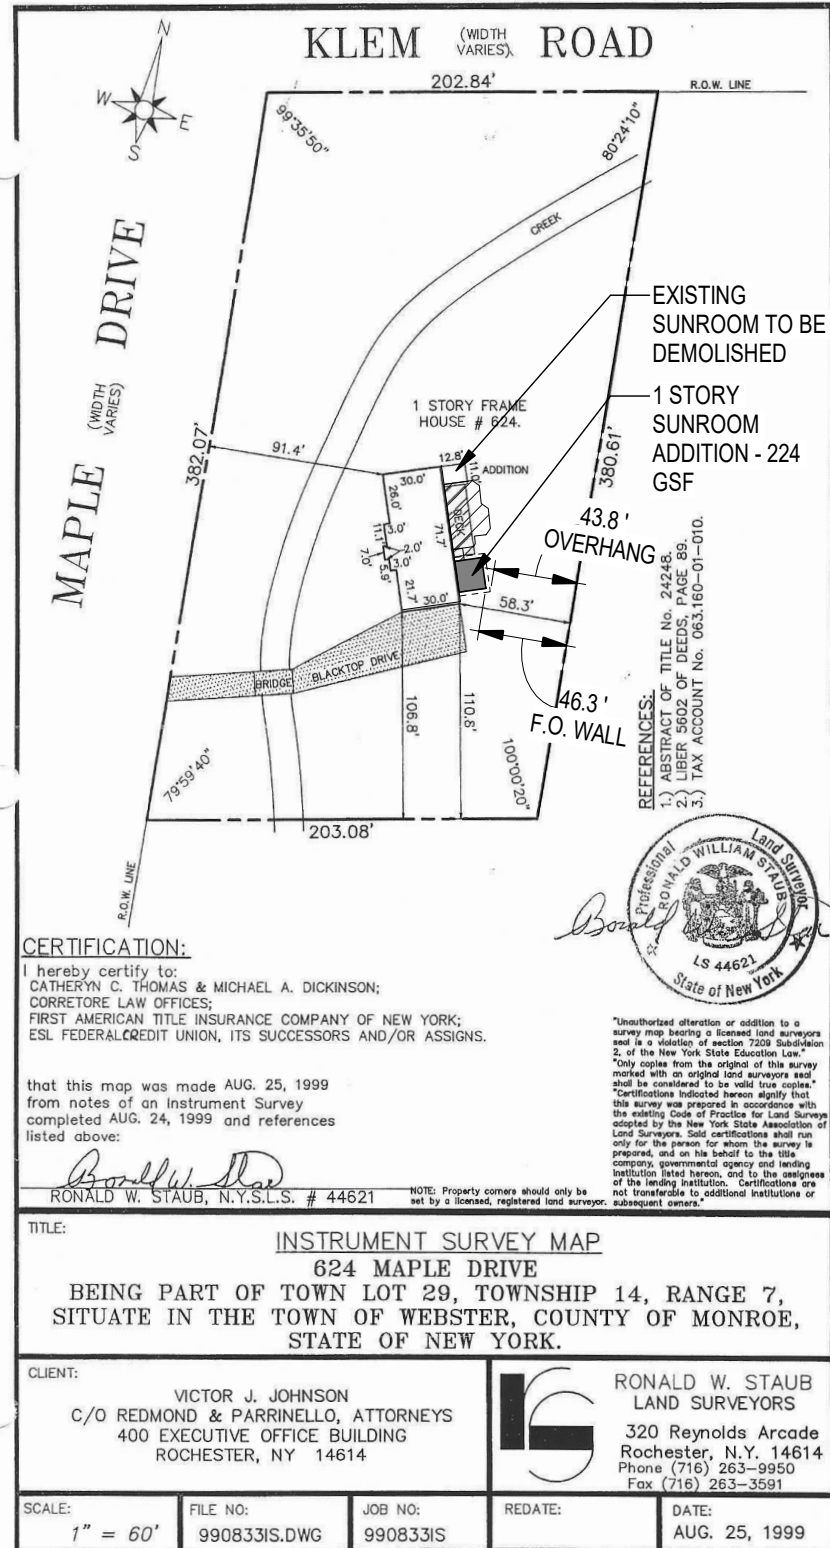 N
W
E
S
KLEM (WIDTH VARIES) ROAD
202.84'
R.O.W. LINE
99°35'50"
80°24'10"
MAPLE (WIDTH VARIES) DRIVE
CREEK
EXISTING
SUNROOM TO BE
DEMOLISHED
1 STORY
SUNROOM
ADDITION - 224
GSF
1 STORY FRAME
HOUSE # 624.
382.07'
380.61'
91.4'
12.8'
ADDITION
11.0'
30.0'
26.0'
DECK
71.7'
11.1'
3.0'
2.0'
7.0'
3.0'
5.9'
21.7'
30.0'
43.8 '
OVERHANG
58.3'
46.3 '
F.O. WALL
BRIDGE
BLACKTOP DRIVE
106.8'
110.8'
79°59'40"
100°00'20"
203.08'
R.O.W. LINE
REFERENCES:
1.) ABSTRACT OF TITLE No. 24248.
2.) LIBER 5602 OF DEEDS, PAGE 89.
3.) TAX ACCOUNT No. 063.160-01-010.
Professional Land Surveyor
RONALD WILLIAM STAUB
LS 44621
State of New York
CERTIFICATION:
I hereby certify to:
CATHERYN C. THOMAS & MICHAEL A. DICKINSON;
CORRETORE LAW OFFICES;
FIRST AMERICAN TITLE INSURANCE COMPANY OF NEW YORK;
ESL FEDERALCREDIT UNION, ITS SUCCESSORS AND/OR ASSIGNS.
that this map was made AUG. 25, 1999
from notes of an Instrument Survey
completed AUG. 24, 1999 and references
listed above:
RONALD W. STAUB, N.Y.S.L.S. # 44621
NOTE: Property corners should only be
set by a licensed, registered land surveyor.
"Unauthorized alteration or addition to a
survey map bearing a licensed land surveyors
seal is a violation of section 7209 Subdivision
2, of the New York State Education Law."
"Only copies from the original of this survey
marked with an original land surveyors seal
shall be considered to be valid true copies."
"Certifications indicated hereon signify that
this survey was prepared in accordance with
the existing Code of Practice for Land Surveys
adopted by the New York State Association of
Land Surveyors. Said certifications shall run
only for the person for whom the survey is
prepared, and on his behalf to the title
company, governmental agency and lending
institution listed hereon, and to the assignees
of the lending institution. Certifications are
not transferable to additional institutions or
subsequent owners."
TITLE:
INSTRUMENT SURVEY MAP
624 MAPLE DRIVE
BEING PART OF TOWN LOT 29, TOWNSHIP 14, RANGE 7,
SITUATE IN THE TOWN OF WEBSTER, COUNTY OF MONROE,
STATE OF NEW YORK.
CLIENT:
VICTOR J. JOHNSON
C/O REDMOND & PARRINELLO, ATTORNEYS
400 EXECUTIVE OFFICE BUILDING
ROCHESTER, NY 14614
RONALD W. STAUB
LAND SURVEYORS
320 Reynolds Arcade
Rochester, N.Y. 14614
Phone (716) 263-9950
Fax (716) 263-3591
SCALE:
1" = 60'
FILE NO:
990833IS.DWG
JOB NO:
990833IS
REDATE:
DATE:
AUG. 25, 1999